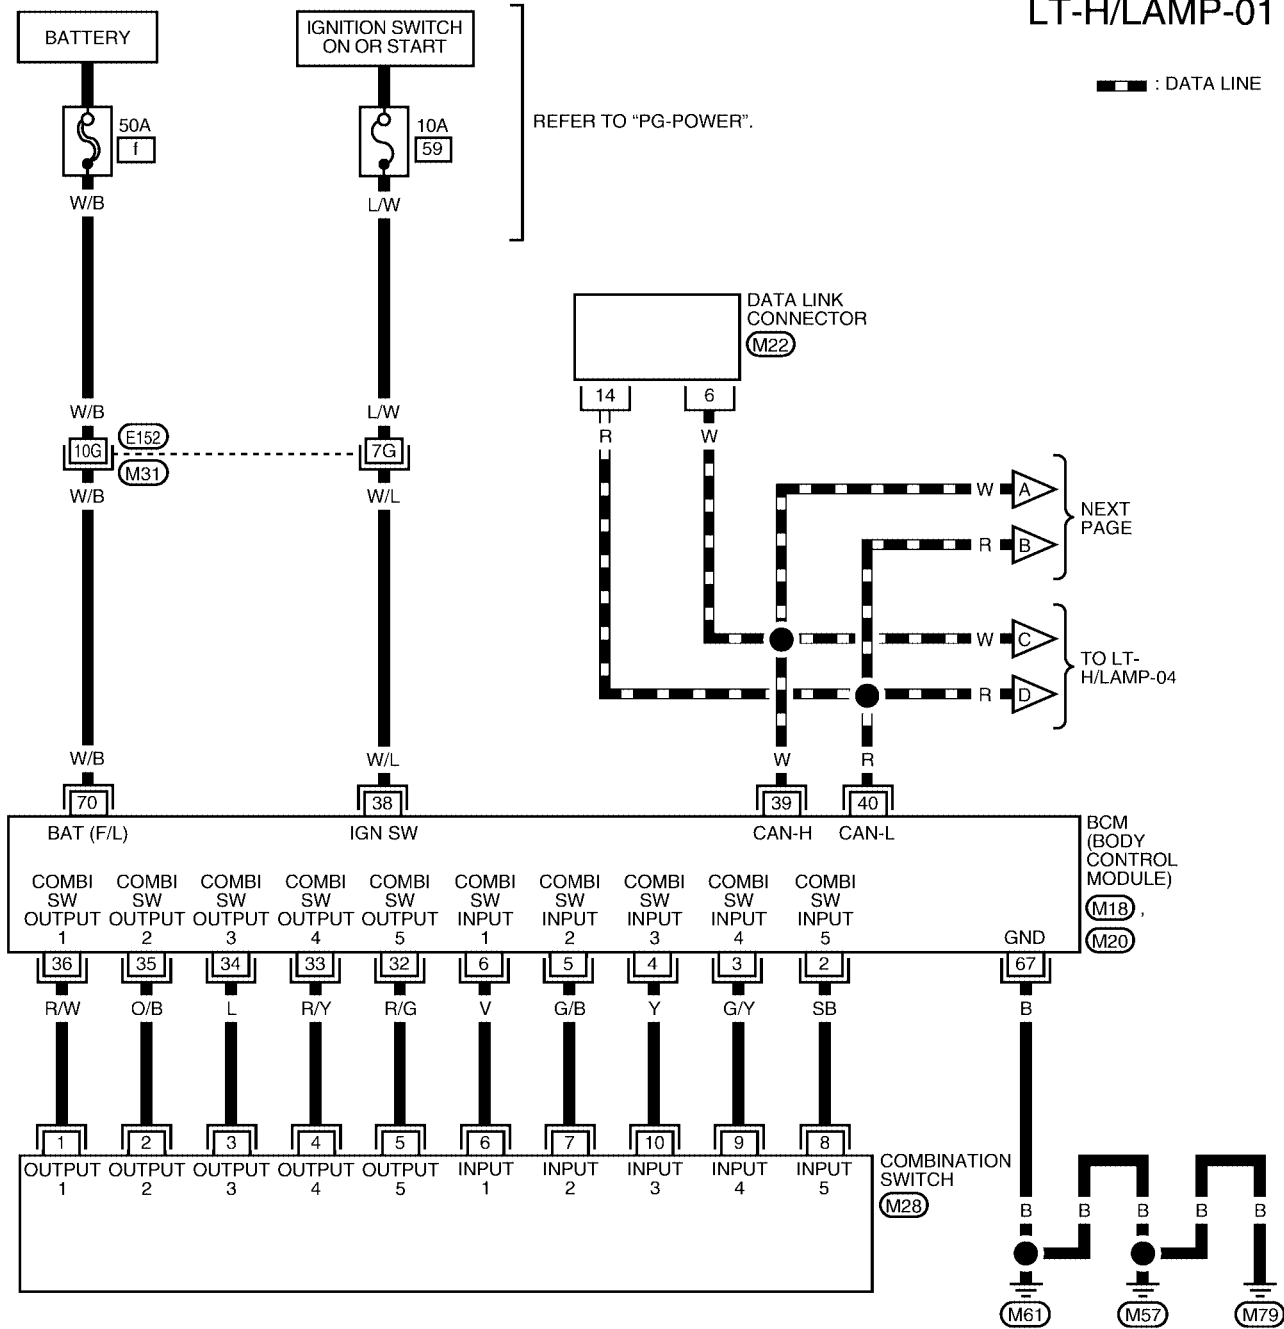 LT-H/LAMP-01
BATTERY
IGNITION SWITCH
ON OR START
: DATA LINE
50A
f
10A
59
REFER TO “PG-POWER”.
W/B
L/W
DATA LINK
CONNECTOR
M22
14
6
R
W
W/B
L/W
10G
E152
M31
7G
W/B
W/L
W
A
R
B
NEXT
PAGE
W
C
R
D
TO LT-
H/LAMP-04
W/B
W/L
W
R
70
38
39
40
BAT (F/L)
IGN SW
CAN-H
CAN-L
BCM
(BODY
CONTROL
MODULE)
M18 ,
M20
COMBI
SW
OUTPUT
1
COMBI
SW
OUTPUT
2
COMBI
SW
OUTPUT
3
COMBI
SW
OUTPUT
4
COMBI
SW
OUTPUT
5
COMBI
SW
INPUT
1
COMBI
SW
INPUT
2
COMBI
SW
INPUT
3
COMBI
SW
INPUT
4
COMBI
SW
INPUT
5
GND
36
35
34
33
32
6
5
4
3
2
67
R/W
O/B
L
R/Y
R/G
V
G/B
Y
G/Y
SB
B
1
2
3
4
5
6
7
10
9
8
OUTPUT
1
OUTPUT
2
OUTPUT
3
OUTPUT
4
OUTPUT
5
INPUT
1
INPUT
2
INPUT
3
INPUT
4
INPUT
5
COMBINATION
SWITCH
M28
B
B
B
B
B
M61
M57
M79